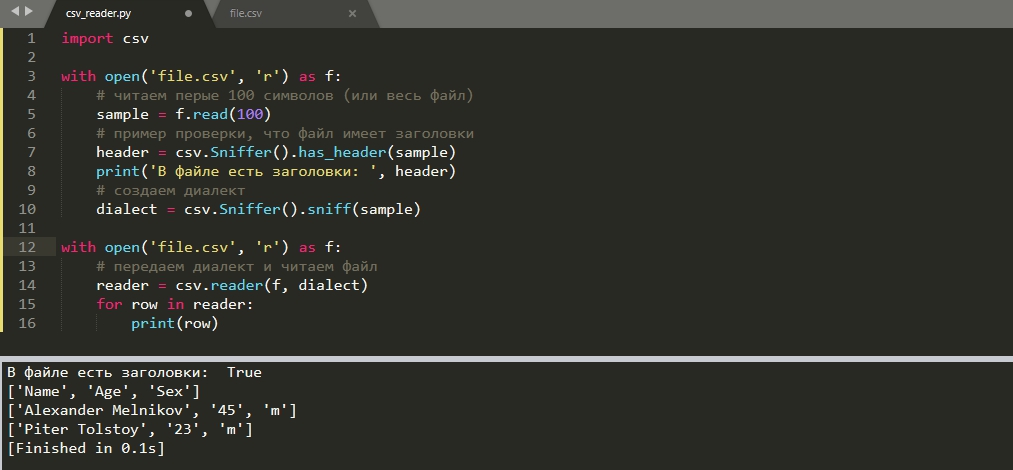 csv_reader.py
file.csv
1 import csv
2
3 with open('file.csv', 'r') as f:
4 # читаем перые 100 символов (или весь файл)
5 sample = f.read(100)
6 # пример проверки, что файл имеет заголовки
7 header = csv.Sniffer().has_header(sample)
8 print('В файле есть заголовки: ', header)
9 # создаем диалект
10 dialect = csv.Sniffer().sniff(sample)
11
12 with open('file.csv', 'r') as f:
13 # передаем диалект и читаем файл
14 reader = csv.reader(f, dialect)
15 for row in reader:
16 print(row)
В файле есть заголовки:  True
['Name', 'Age', 'Sex']
['Alexander Melnikov', '45', 'm']
['Piter Tolstoy', '23', 'm']
[Finished in 0.1s]